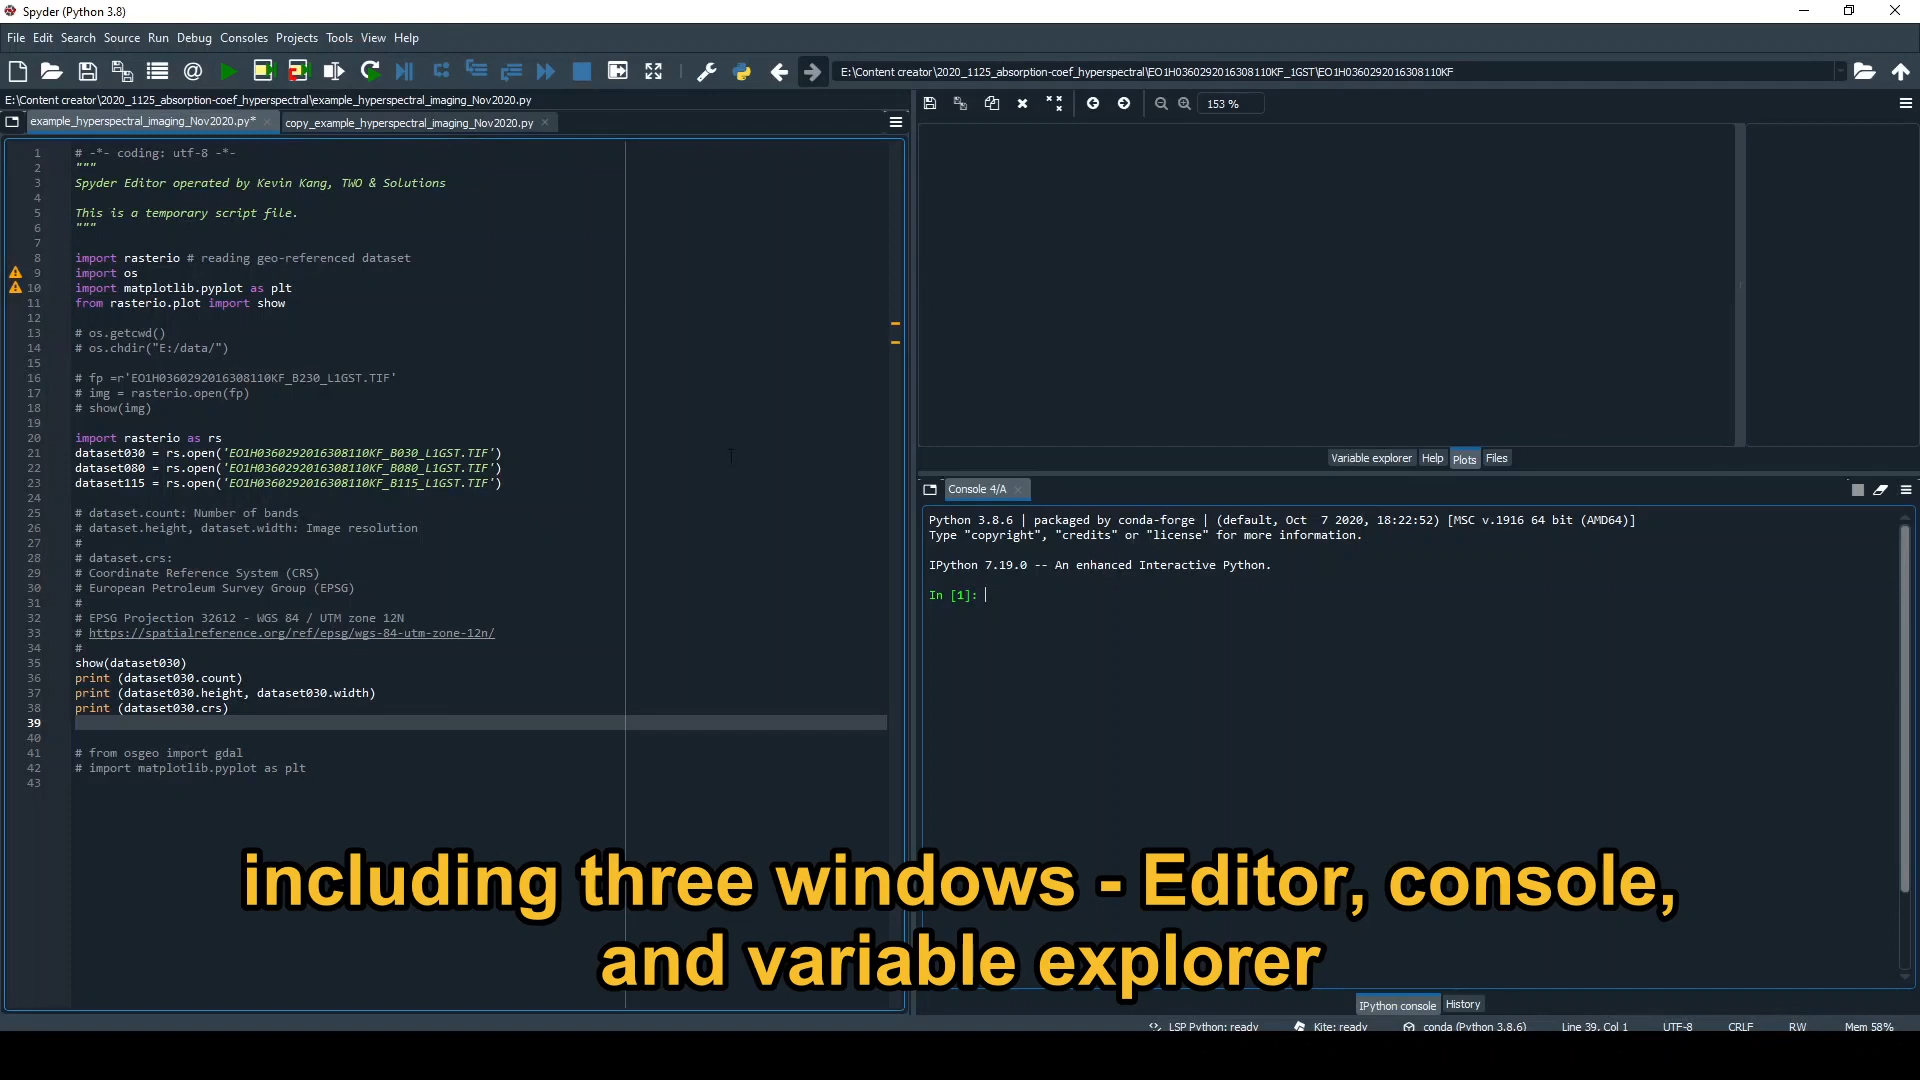 Spyder (Python 3.8)
File Edit Search Source Run Debug Consoles Projects Tools View Help
E:\Content creator\2020_1125_absorption-coef_hyperspectral\EO1H0360292016308110KF_1GST\EO1H0360292016308110KF
E:\Content creator\2020_1125_absorption-coef_hyperspectral\example_hyperspectral_imaging_Nov2020.py
example_hyperspectral_imaging_Nov2020.py* copy_example_hyperspectral_imaging_Nov2020.py
153 %
1 # -*- coding: utf-8 -*-
2 """
3 Spyder Editor operated by Kevin Kang, TWO & Solutions
4
5 This is a temporary script file.
6 """
7
8 import rasterio # reading geo-referenced dataset
9 import os
10 import matplotlib.pyplot as plt
11 from rasterio.plot import show
12
13 # os.getcwd()
14 # os.chdir("E:/data/")
15
16 # fp =r'EO1H0360292016308110KF_B230_L1GST.TIF'
17 # img = rasterio.open(fp)
18 # show(img)
19
20 import rasterio as rs
21 dataset030 = rs.open('EO1H0360292016308110KF_B030_L1GST.TIF')
22 dataset080 = rs.open('EO1H0360292016308110KF_B080_L1GST.TIF')
23 dataset115 = rs.open('EO1H0360292016308110KF_B115_L1GST.TIF')
24
25 # dataset.count: Number of bands
26 # dataset.height, dataset.width: Image resolution
27 #
28 # dataset.crs:
29 # Coordinate Reference System (CRS)
30 # European Petroleum Survey Group (EPSG)
31 #
32 # EPSG Projection 32612 - WGS 84 / UTM zone 12N
33 # https://spatialreference.org/ref/epsg/wgs-84-utm-zone-12n/
34 #
35 show(dataset030)
36 print (dataset030.count)
37 print (dataset030.height, dataset030.width)
38 print (dataset030.crs)
39
40
41 # from osgeo import gdal
42 # import matplotlib.pyplot as plt
43
Variable explorer Help Plots Files
Console 4/A
Python 3.8.6 | packaged by conda-forge | (default, Oct  7 2020, 18:22:52) [MSC v.1916 64 bit (AMD64)]
Type "copyright", "credits" or "license" for more information.
IPython 7.19.0 -- An enhanced Interactive Python.
In [1]:
including three windows - Editor, console,
and variable explorer
IPython console History
LSP Python: ready Kite: ready conda (Python 3.8.6) Line 39, Col 1 UTF-8 CRLF RW Mem 58%